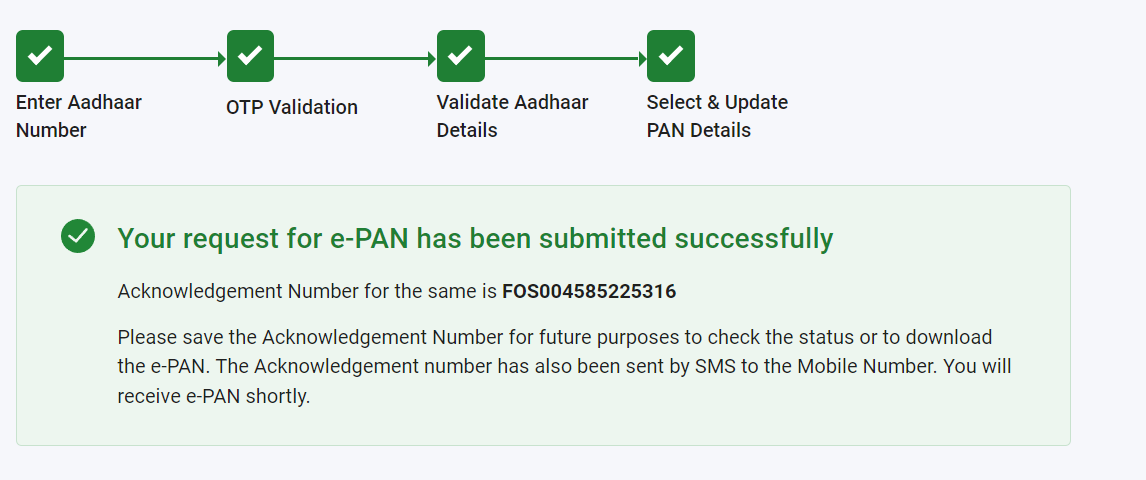 Enter Aadhaar
Number
OTP Validation
Validate Aadhaar
Details
Select & Update
PAN Details
Your request for e-PAN has been submitted successfully
Acknowledgement Number for the same is FOS004585225316
Please save the Acknowledgement Number for future purposes to check the status or to download
the e-PAN. The Acknowledgement number has also been sent by SMS to the Mobile Number. You will
receive e-PAN shortly.